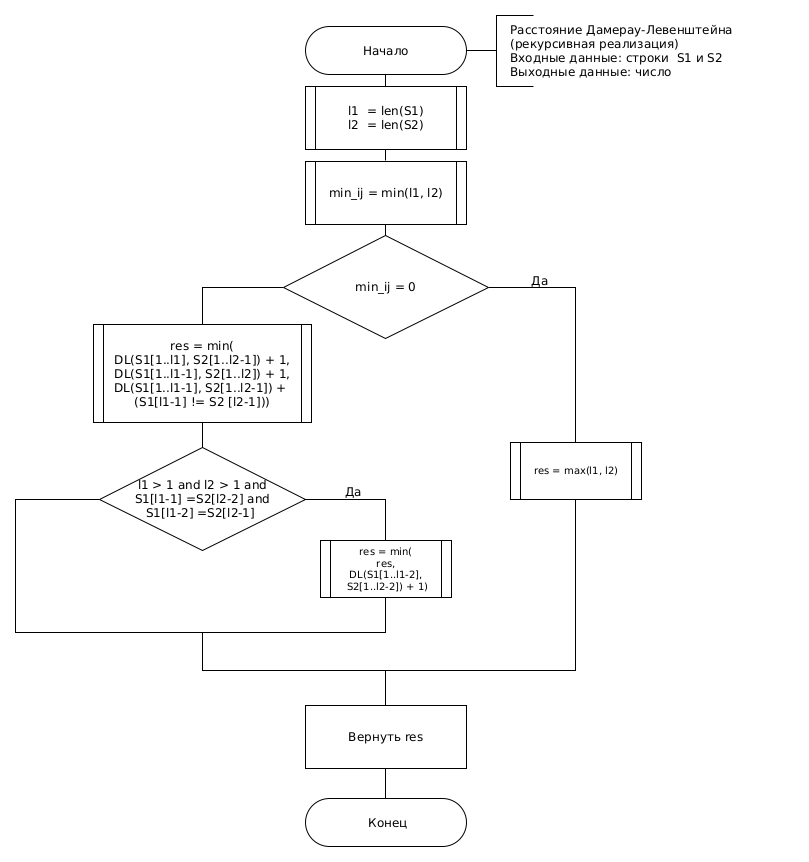 Начало
Расстояние Дамерау-Левенштейна
(рекурсивная реализация)
Входные данные: строки  S1 и S2
Выходные данные: число
l1  = len(S1)
l2  = len(S2)
min_ij = min(l1, l2)
min_ij = 0
Да
res = min(
DL(S1[1..l1], S2[1..l2-1]) + 1,
DL(S1[1..l1-1], S2[1..l2]) + 1,
DL(S1[1..l1-1], S2[1..l2-1]) +
(S1[l1-1] != S2 [l2-1]))
res = max(l1, l2)
l1 > 1 and l2 > 1 and
S1[l1-1] =S2[l2-2] and
S1[l1-2] =S2[l2-1]
Да
res = min(
res,
DL(S1[1..l1-2],
S2[1..l2-2]) + 1)
Вернуть res
Конец